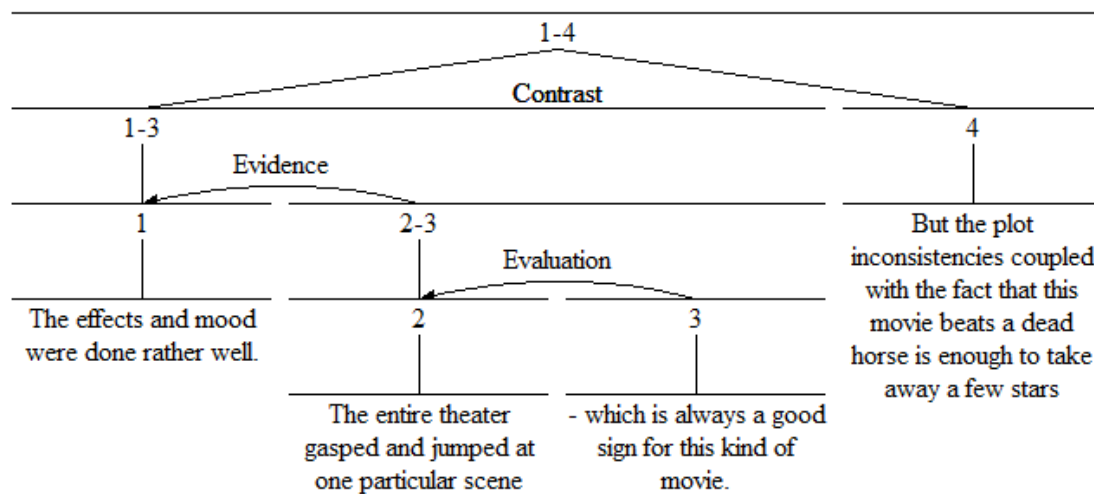 1-4
Contrast
1-3
4
Evidence
1
2-3
But the plot
inconsistencies coupled
with the fact that this
movie beats a dead
horse is enough to take
away a few stars
Evaluation
2
3
The effects and mood
were done rather well.
The entire theater
gasped and jumped at
one particular scene
- which is always a good
sign for this kind of
movie.